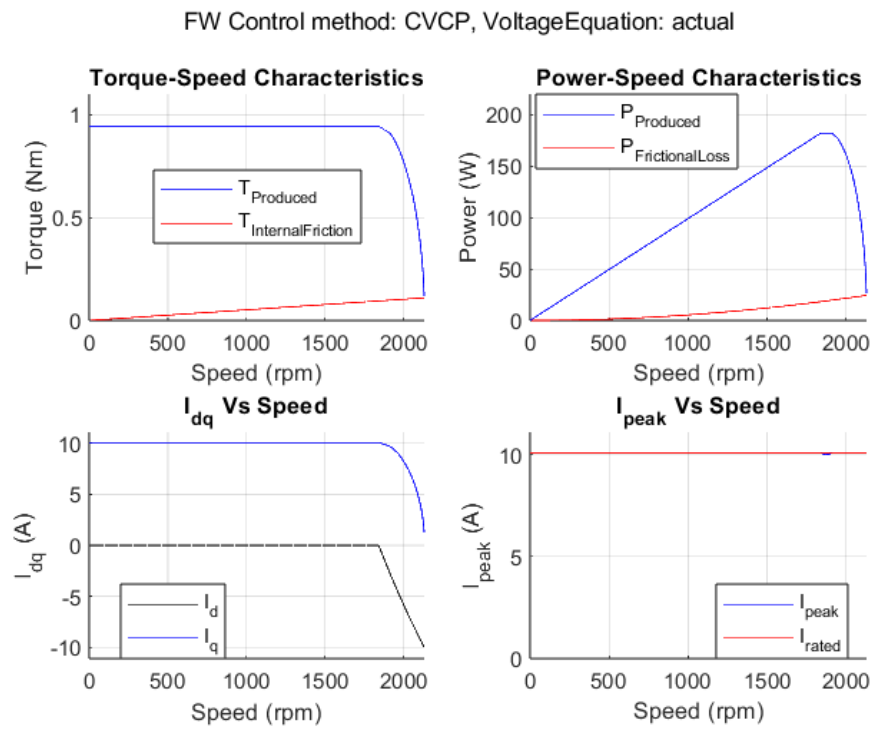 FW Control method: CVCP, VoltageEquation: actual
Torque-Speed Characteristics
1
0.5
0
Torque (Nm)
T_Produced
T_InternalFriction
0 500 1000 1500 2000
Speed (rpm)
Power-Speed Characteristics
200
150
100
50
0
Power (W)
P_Produced
P_FrictionalLoss
0 500 1000 1500 2000
Speed (rpm)
I_dq Vs Speed
10
5
0
-5
-10
I_dq (A)
I_d
I_q
0 500 1000 1500 2000
Speed (rpm)
I_peak Vs Speed
10
5
0
I_peak (A)
I_peak
I_rated
0 500 1000 1500 2000
Speed (rpm)